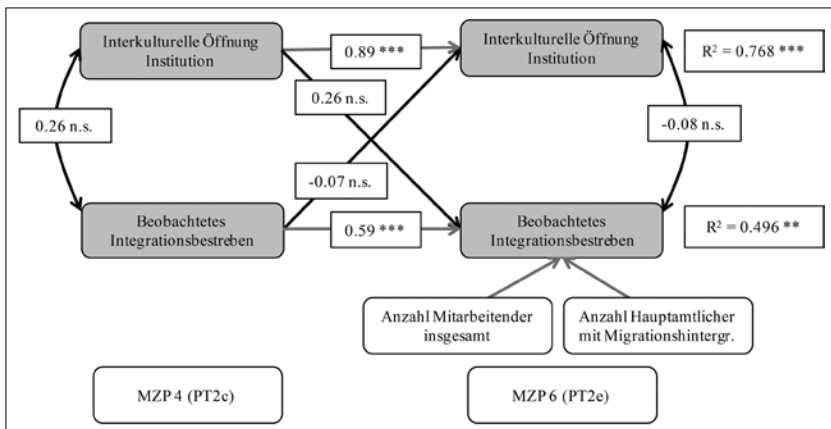 Interkulturelle Öffnung
Institution
0.89 ***
Interkulturelle Öffnung
Institution
R² = 0.768 ***
0.26 n.s.
0.26 n.s.
-0.08 n.s.
-0.07 n.s.
Beobachtetes
Integrationsbestreben
0.59 ***
Beobachtetes
Integrationsbestreben
R² = 0.496 **
Anzahl Mitarbeitender
insgesamt
Anzahl Hauptamtlicher
mit Migrationshintergr.
MZP 4 (PT2c)
MZP 6 (PT2e)